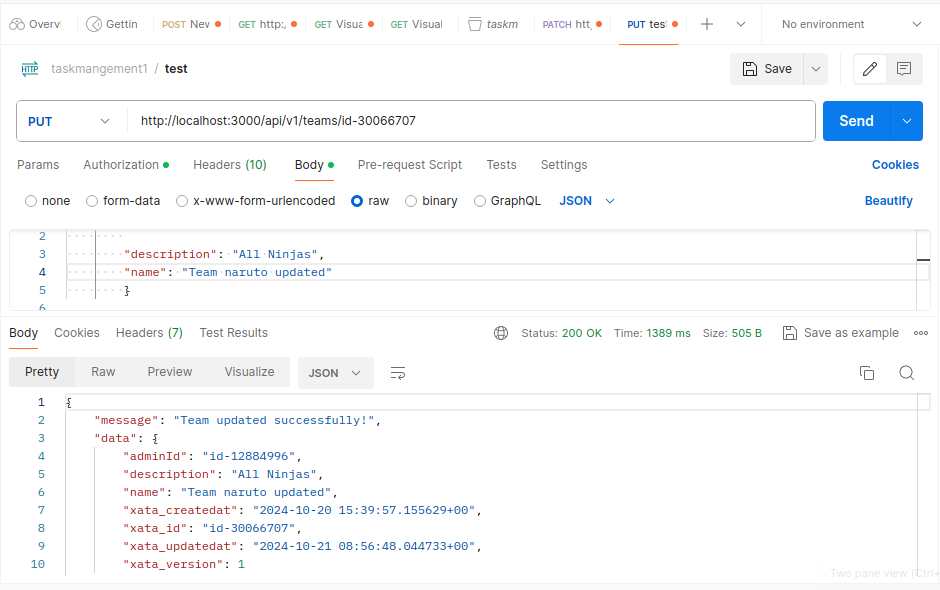 Overvi Gettin POST New GET http:, GET Visua GET Visual taskm PATCH htt PUT test No environment
HTTP taskmangement1 / test Save
PUT http://localhost:3000/api/v1/teams/id-30066707 Send
Params Authorization Headers (10) Body Pre-request Script Tests Settings Cookies
none form-data x-www-form-urlencoded raw binary GraphQL JSON Beautify
2
3 "description": "All Ninjas",
4 "name": "Team naruto updated"
5 }
6
Body Cookies Headers (7) Test Results Status: 200 OK Time: 1389 ms Size: 505 B Save as example
Pretty Raw Preview Visualize JSON
1 {
2 "message": "Team updated successfully!",
3 "data": {
4 "adminId": "id-12884996",
5 "description": "All Ninjas",
6 "name": "Team naruto updated",
7 "xata_createdat": "2024-10-20 15:39:57.155629+00",
8 "xata_id": "id-30066707",
9 "xata_updatedat": "2024-10-21 08:56:48.044733+00",
10 "xata_version": 1
Two pane view (Ctrl+